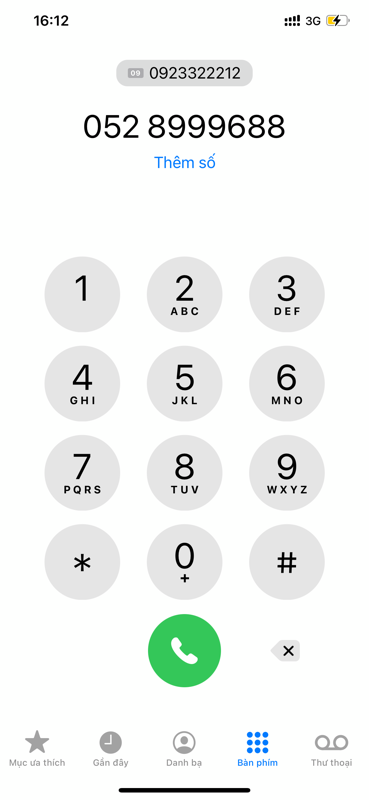 16:12 3G
09 0923322212
052 8999688
Thêm số
1 2 3
ABC DEF
4 5 6
GHI JKL MNO
7 8 9
PQRS TUV WXYZ
* 0 #
+
Mục ưa thích Gần đây Danh bạ Bàn phím Thư thoại